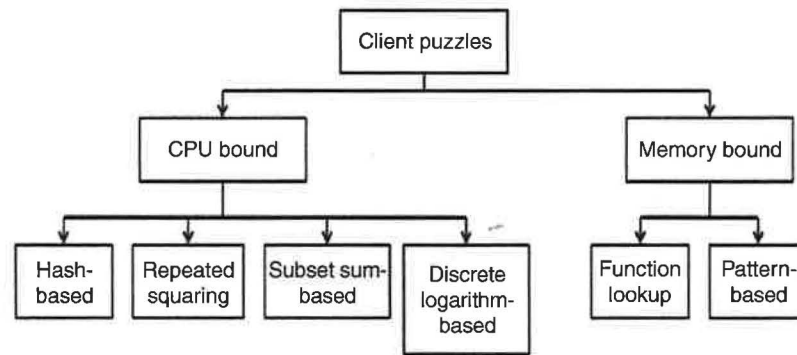 Client puzzles
CPU bound
Memory bound
Hash-
based
Repeated
squaring
Subset sum-
based
Discrete
logarithm-
based
Function
lookup
Pattern-
based